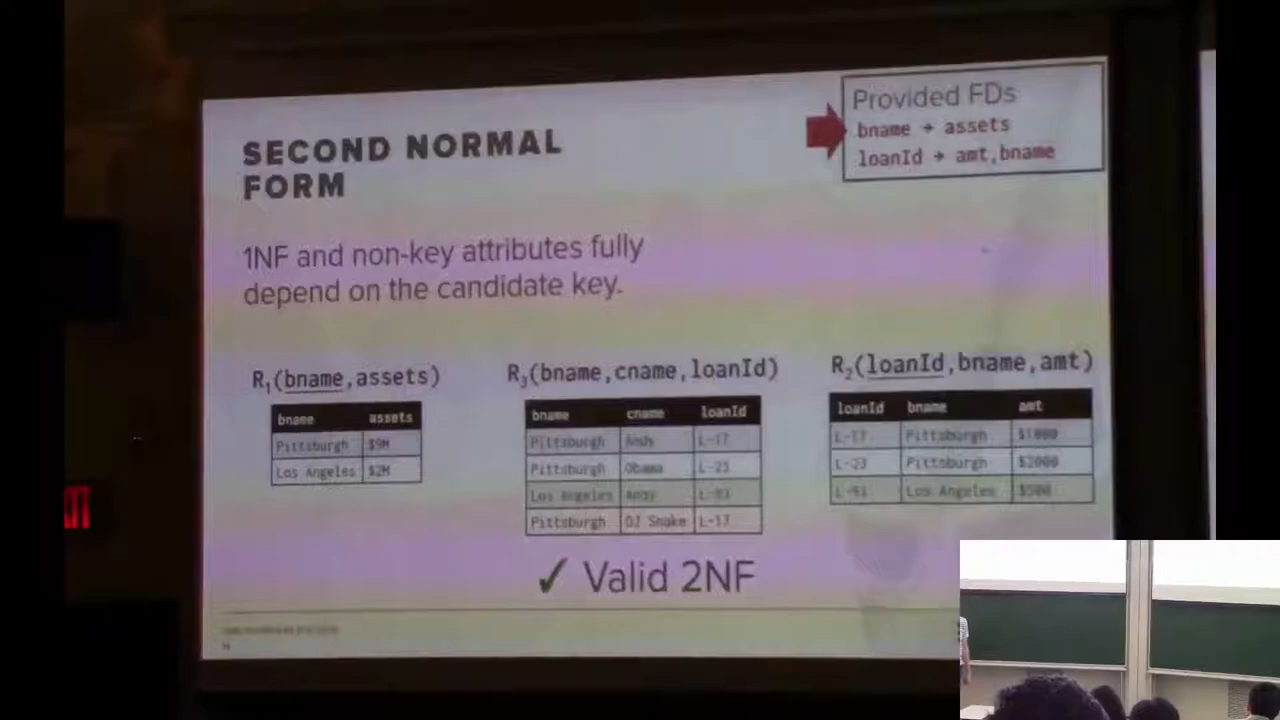 Provided FDs
bname → assets
loanId → amt,bname
SECOND NORMAL
FORM
1NF and non-key attributes fully
depend on the candidate key.
R₁(bname,assets)
bname assets
Pittsburgh $9M
Los Angeles $2M
R₃(bname,cname,loanId)
bname cname loanId
Pittsburgh L-17
Pittsburgh Obama L-23
Los Angeles Andy L-93
Pittsburgh DJ Snake L-17
R₂(loanId,bname,amt)
loanId bname amt
L-17 Pittsburgh $1000
L-23 Pittsburgh $2000
Los Angeles $500
✓ Valid 2NF